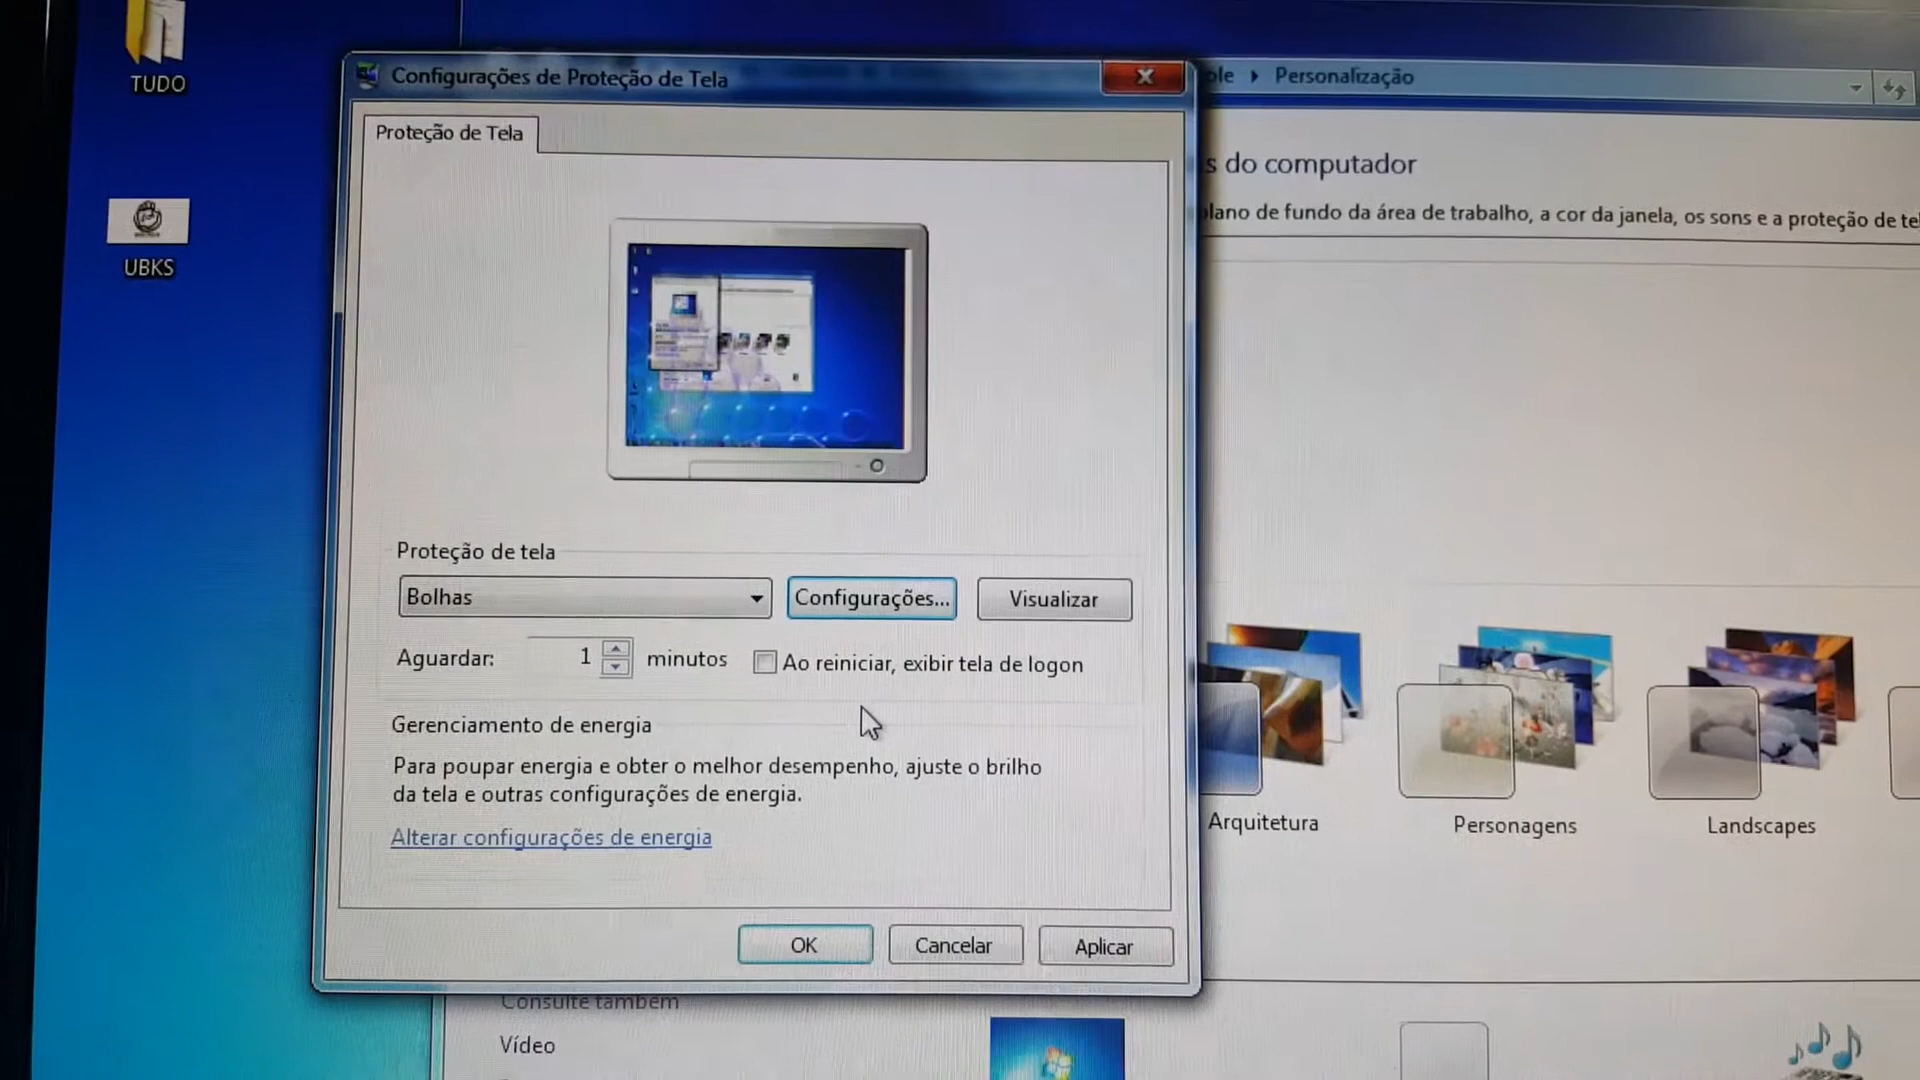 TUDO
UBKS
Configurações de Proteção de Tela
Proteção de Tela
Proteção de tela
Bolhas
Configurações...
Visualizar
Aguardar:
1
minutos
Ao reiniciar, exibir tela de logon
Gerenciamento de energia
Para poupar energia e obter o melhor desempenho, ajuste o brilho
da tela e outras configurações de energia.
Alterar configurações de energia
OK
Cancelar
Aplicar
Personalização
do computador
de fundo da área de trabalho, a cor da janela, os sons e a proteção de
Arquitetura
Personagens
Landscapes
Consulte também
Vídeo